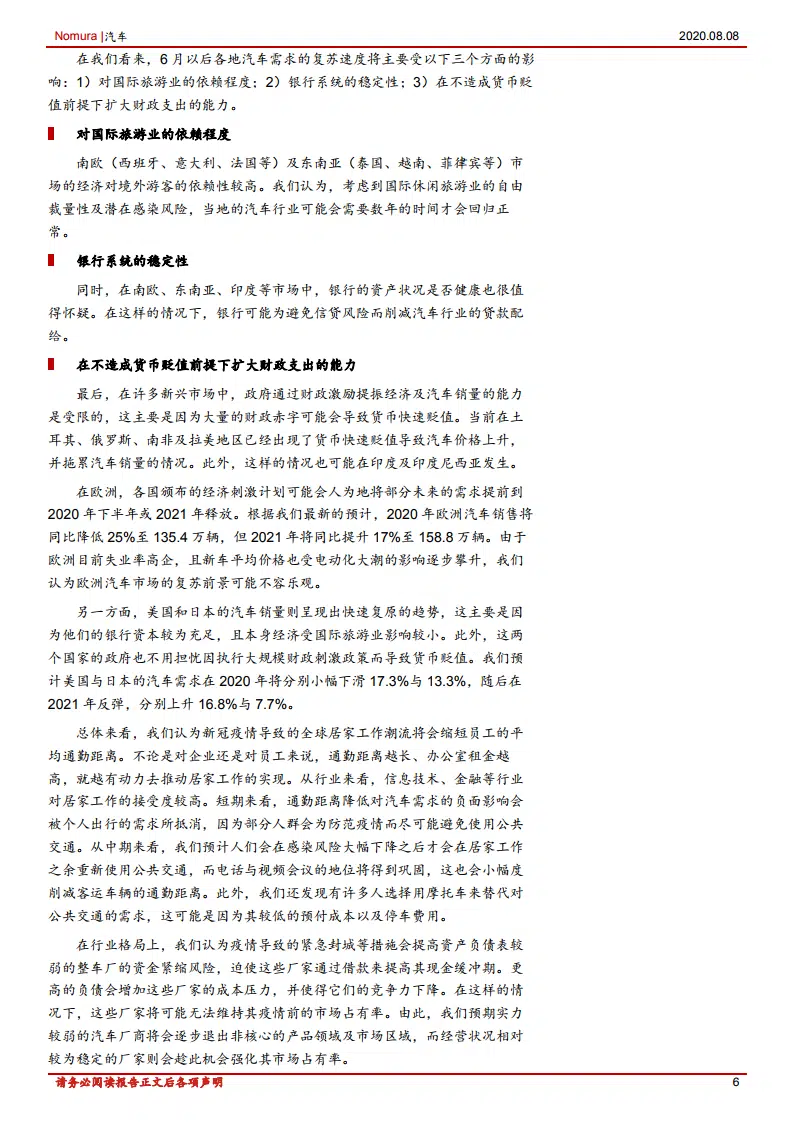 Nomura |汽车
2020.08.08
在我们看来，6 月以后各地汽车需求的复苏速度将主要受以下三个方面的影
响：1）对国际旅游业的依赖程度；2）银行系统的稳定性；3）在不造成货币贬
值前提下扩大财政支出的能力。
对国际旅游业的依赖程度
南欧（西班牙、意大利、法国等）及东南亚（泰国、越南、菲律宾等）市
场的经济对境外游客的依赖性较高。我们认为，考虑到国际休闲旅游业的自由
裁量性及潜在感染风险，当地的汽车行业可能会需要数年的时间才会回归正
常。
银行系统的稳定性
同时，在南欧、东南亚、印度等市场中，银行的资产状况是否健康也很值
得怀疑。在这样的情况下，银行可能为避免信贷风险而削减汽车行业的贷款配
给。
在不造成货币贬值前提下扩大财政支出的能力
最后，在许多新兴市场中，政府通过财政激励提振经济及汽车销量的能力
是受限的，这主要是因为大量的财政赤字可能会导致货币快速贬值。当前在土
耳其、俄罗斯、南非及拉美地区已经出现了货币快速贬值导致汽车价格上升，
并拖累汽车销量的情况。此外，这样的情况也可能在印度及印度尼西亚发生。
在欧洲，各国颁布的经济刺激计划可能会人为地将部分未来的需求提前到
2020 年下半年或 2021 年释放。根据我们最新的预计，2020 年欧洲汽车销售将
同比降低 25%至 135.4 万辆，但 2021 年将同比提升 17%至 158.8 万辆。由于
欧洲目前失业率高企，且新车平均价格也受电动化大潮的影响逐步攀升，我们
认为欧洲汽车市场的复苏前景可能不容乐观。
另一方面，美国和日本的汽车销量则呈现出快速复原的趋势，这主要是因
为他们的银行资本较为充足，且本身经济受国际旅游业影响较小。此外，这两
个国家的政府也不用担忧因执行大规模财政刺激政策而导致货币贬值。我们预
计美国与日本的汽车需求在 2020 年将分别小幅下滑 17.3%与 13.3%，随后在
2021 年反弹，分别上升 16.8%与 7.7%。
总体来看，我们认为新冠疫情导致的全球居家工作潮流将会缩短员工的平
均通勤距离。不论是对企业还是对员工来说，通勤距离越长、办公室租金越
高，就越有动力去推动居家工作的实现。从行业来看，信息技术、金融等行业
对居家工作的接受度较高。短期来看，通勤距离降低对汽车需求的负面影响会
被个人出行的需求所抵消，因为部分人群会为防范疫情而尽可能避免使用公共
交通。从中期来看，我们预计人们会在感染风险大幅下降之后才会在居家工作
之余重新使用公共交通，而电话与视频会议的地位将得到巩固，这也会小幅度
削减客运车辆的通勤距离。此外，我们还发现有许多人选择用摩托车来替代对
公共交通的需求，这可能是因为其较低的预付成本以及停车费用。
在行业格局上，我们认为疫情导致的紧急封城等措施会提高资产负债表较
弱的整车厂的资金紧缩风险，迫使这些厂家通过借款来提高其现金缓冲期。更
高的负债会增加这些厂家的成本压力，并使得它们的竞争力下降。在这样的情
况下，这些厂家将可能无法维持其疫情前的市场占有率。由此，我们预期实力
较弱的汽车厂商将会逐步退出非核心的产品领域及市场区域，而经营状况相对
较为稳定的厂家则会趁此机会强化其市场占有率。
请务必阅读报告正文后各项声明
6